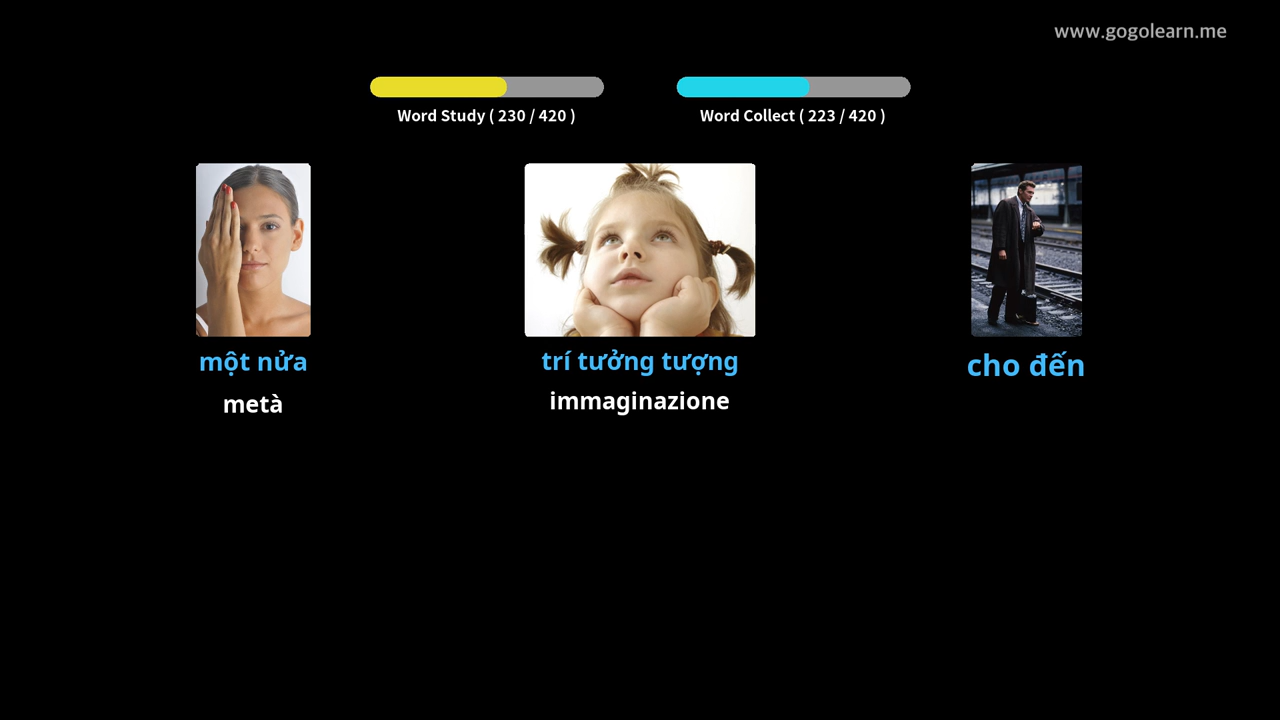 www.gogolearn.me
Word Study ( 230 / 420 )
Word Collect ( 223 / 420 )
một nửa
metà
trí tưởng tượng
immaginazione
cho đến